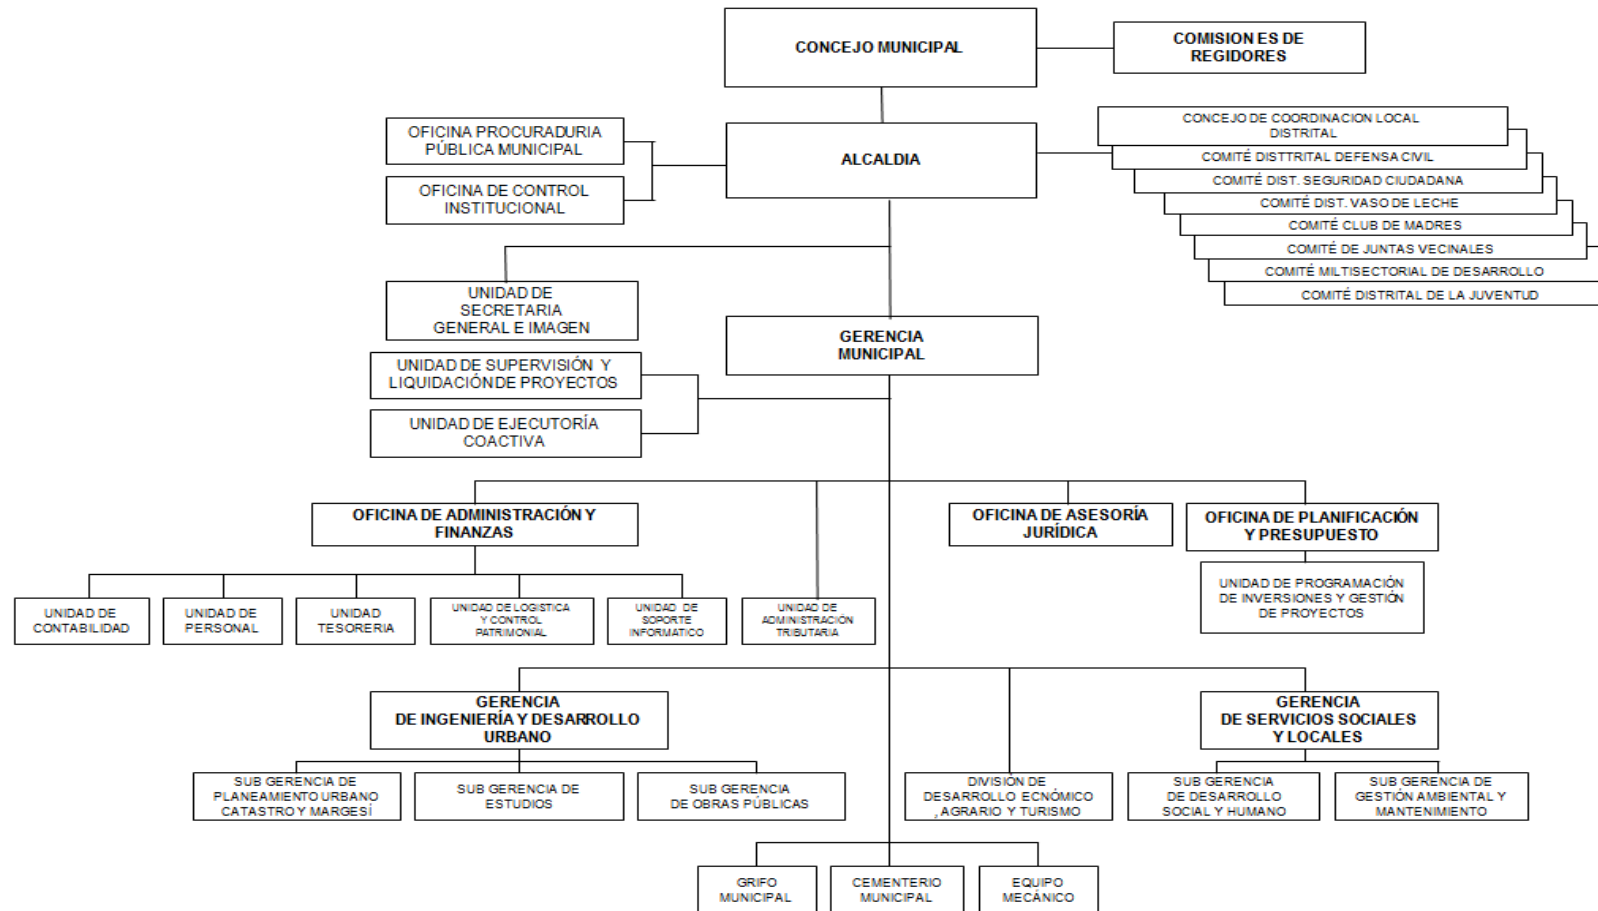 CONCEJO MUNICIPAL
COMISION ES DE
REGIDORES
OFICINA PROCURADURIA
PÚBLICA MUNICIPAL
ALCALDIA
CONCEJO DE COORDINACION LOCAL
DISTRITAL
COMITÉ DISTTRITAL DEFENSA CIVIL
COMITÉ DIST. SEGURIDAD CIUDADANA
COMITÉ DIST. VASO DE LECHE
COMITÉ CLUB DE MADRES
COMITÉ DE JUNTAS VECINALES
COMITÉ MILTISECTORIAL DE DESARROLLO
COMITÉ DISTRITAL DE LA JUVENTUD
OFICINA DE CONTROL
INSTITUCIONAL
UNIDAD DE
SECRETARIA
GENERAL E IMAGEN
GERENCIA
MUNICIPAL
UNIDAD DE SUPERVISIÓN Y
LIQUIDACIÓN DE PROYECTOS
UNIDAD DE EJECUTORÍA
COACTIVA
OFICINA DE ADMINISTRACIÓN Y
FINANZAS
OFICINA DE ASESORÍA
JURÍDICA
OFICINA DE PLANIFICACIÓN
Y PRESUPUESTO
UNIDAD DE
CONTABILIDAD
UNIDAD DE
PERSONAL
UNIDAD
TESORERIA
UNIDAD DE LOGISTICA
Y CONTROL
PATRIMONIAL
UNIDAD DE
SOPORTE
INFORMATICO
UNIDAD DE
ADMINISTRACIÓN
TRIBUTARIA
UNIDAD DE PROGRAMACIÓN
DE INVERSIONES Y GESTIÓN
DE PROYECTOS
GERENCIA
DE INGENIERÍA Y DESARROLLO
URBANO
GERENCIA
DE SERVICIOS SOCIALES
Y LOCALES
SUB GERENCIA DE
PLANEAMIENTO URBANO
CATASTRO Y MARGESÍ
SUB GERENCIA DE
ESTUDIOS
SUB GERENCIA
DE OBRAS PÚBLICAS
DIVISIÓN DE
DESARROLLO ECNÓMICO
, AGRARIO Y TURISMO
SUB GERENCIA
DE DESARROLLO
SOCIAL Y HUMANO
SUB GERENCIA DE
GESTIÓN AMBIENTAL Y
MANTENIMIENTO
GRIFO
MUNICIPAL
CEMENTERIO
MUNICIPAL
EQUIPO
MECÁNICO